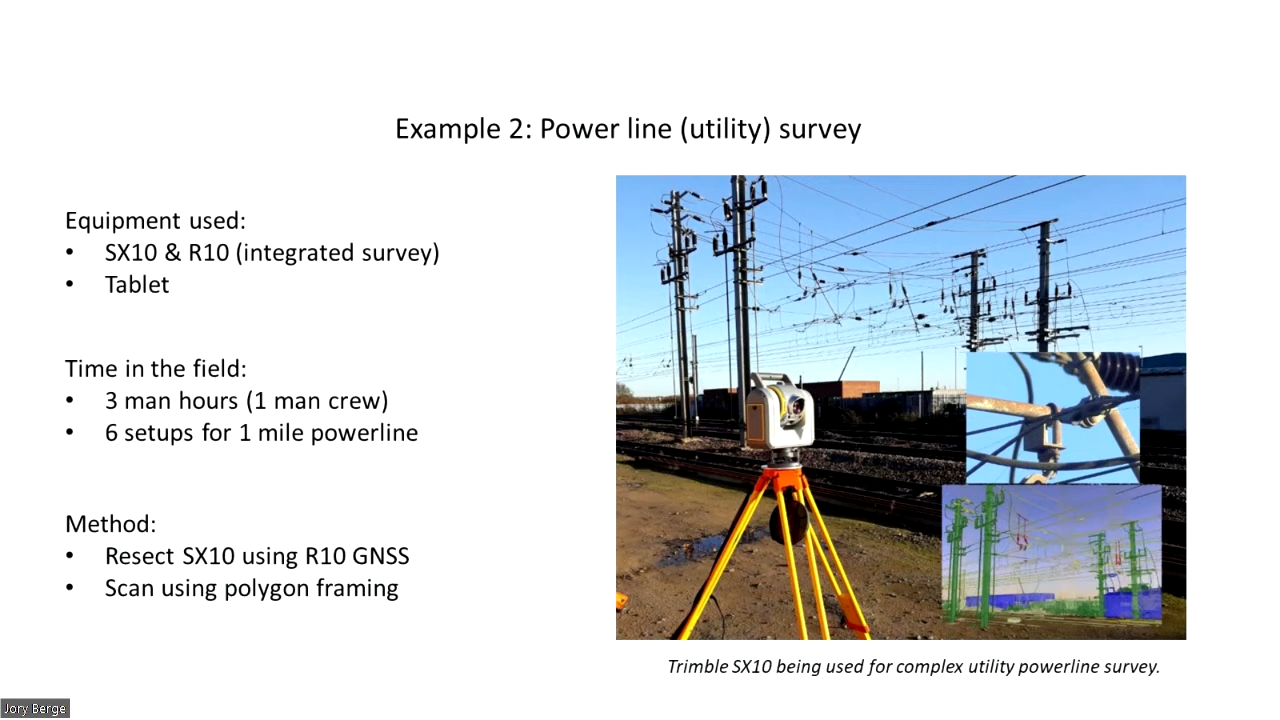 Example 2: Power line (utility) survey
Equipment used:
• SX10 & R10 (integrated survey)
• Tablet
Time in the field:
• 3 man hours (1 man crew)
• 6 setups for 1 mile powerline
Method:
• Resect SX10 using R10 GNSS
• Scan using polygon framing
Trimble SX10 being used for complex utility powerline survey.
Jory Berge